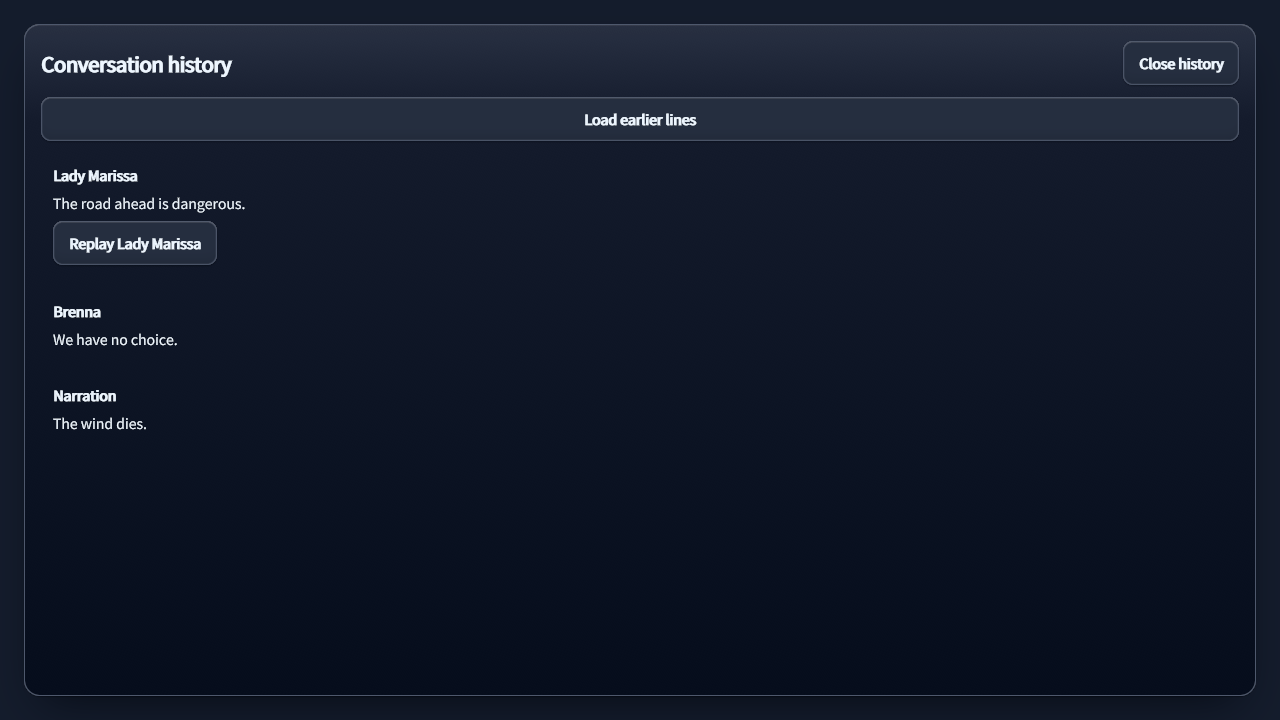 Conversation history
Close history
Load earlier lines
Lady Marissa
The road ahead is dangerous.
Replay Lady Marissa
Brenna
We have no choice.
Narration
The wind dies.